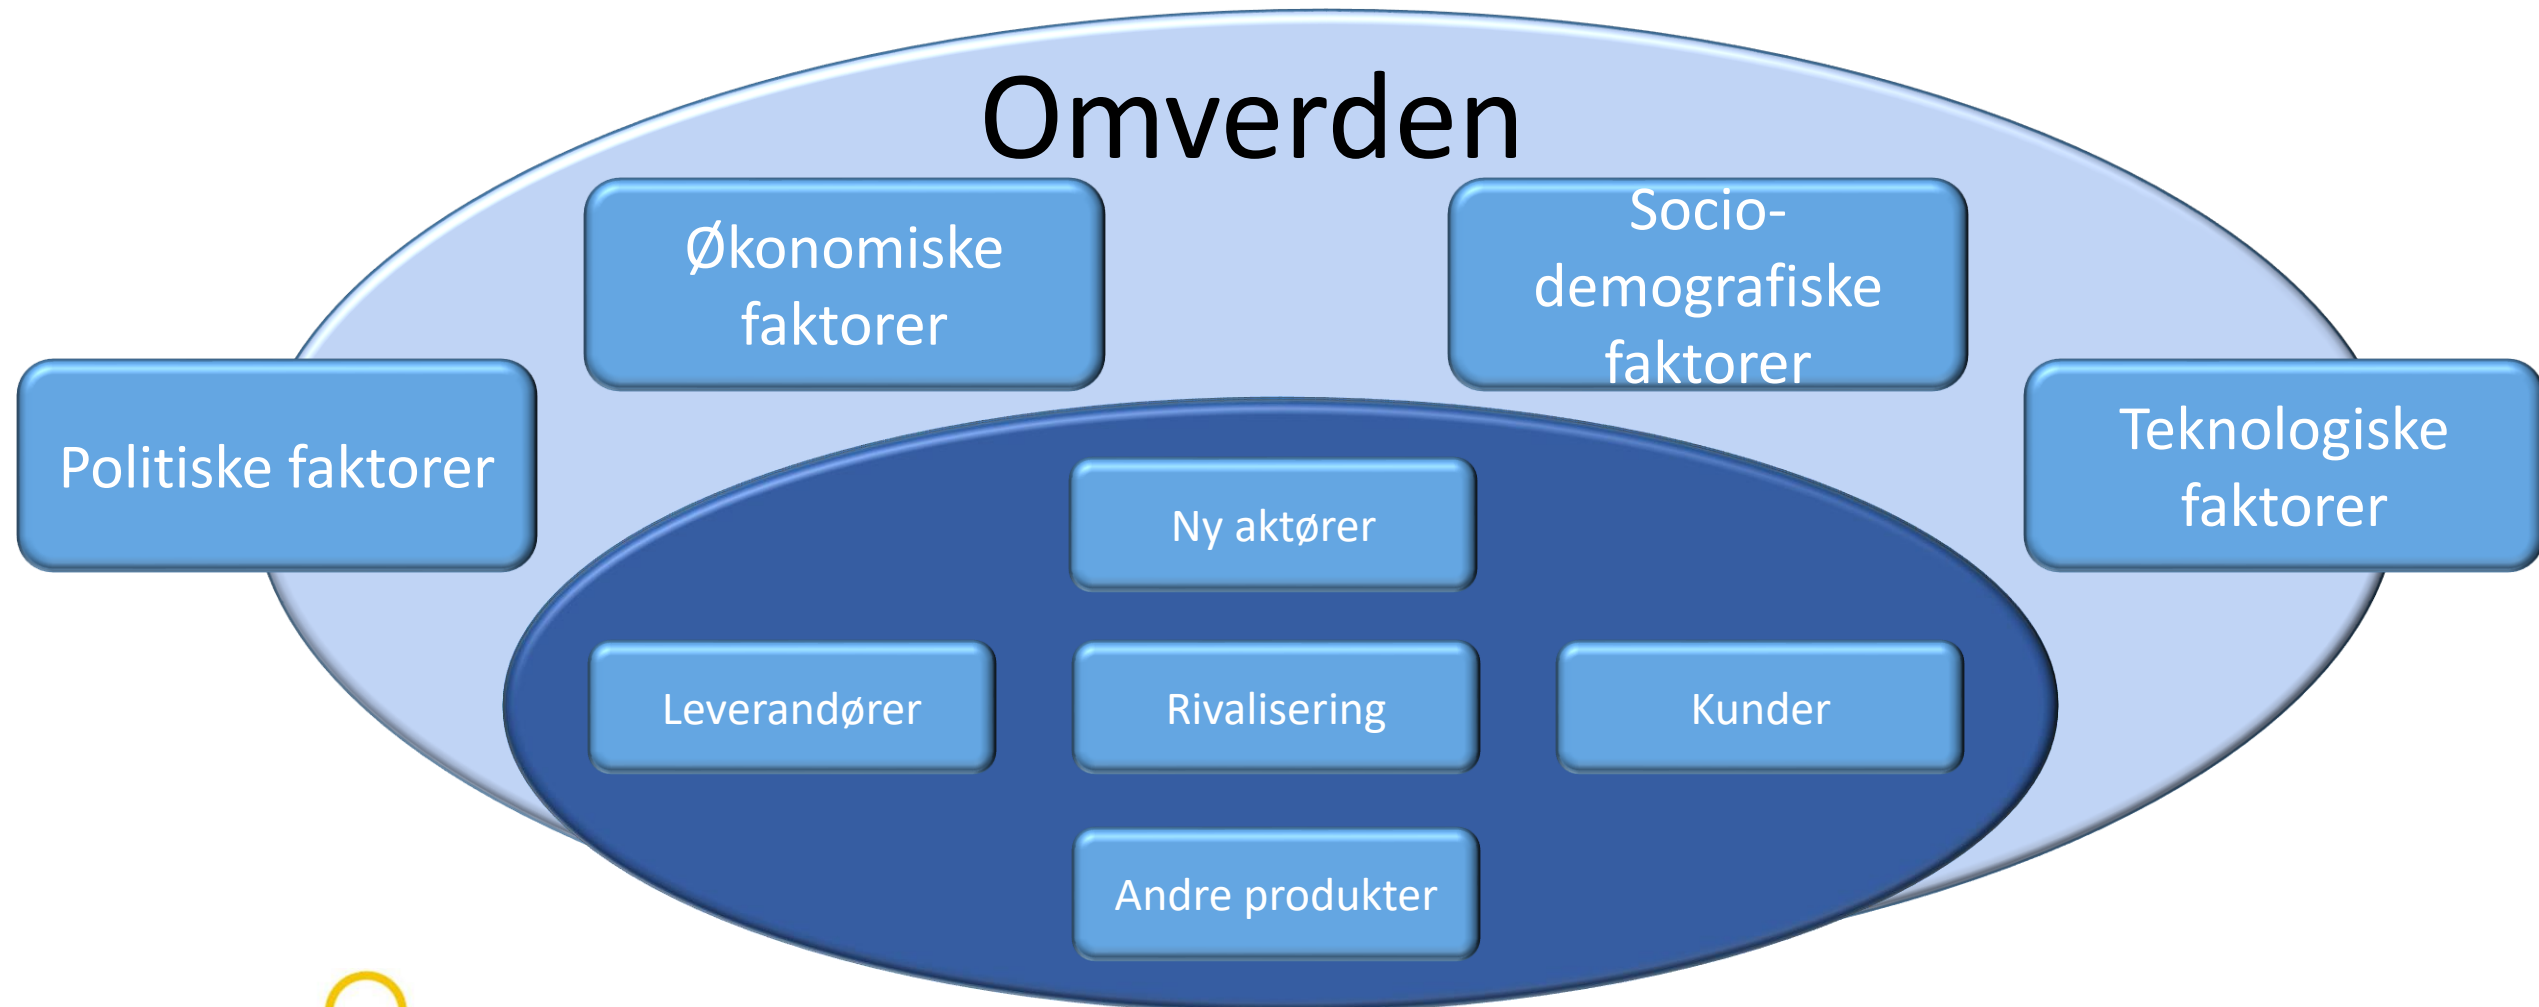 Omverden
Økonomiske
faktorer
Socio-
demografiske
faktorer
Politiske faktorer
Teknologiske
faktorer
Ny aktører
Leverandører
Rivalisering
Kunder
Andre produkter